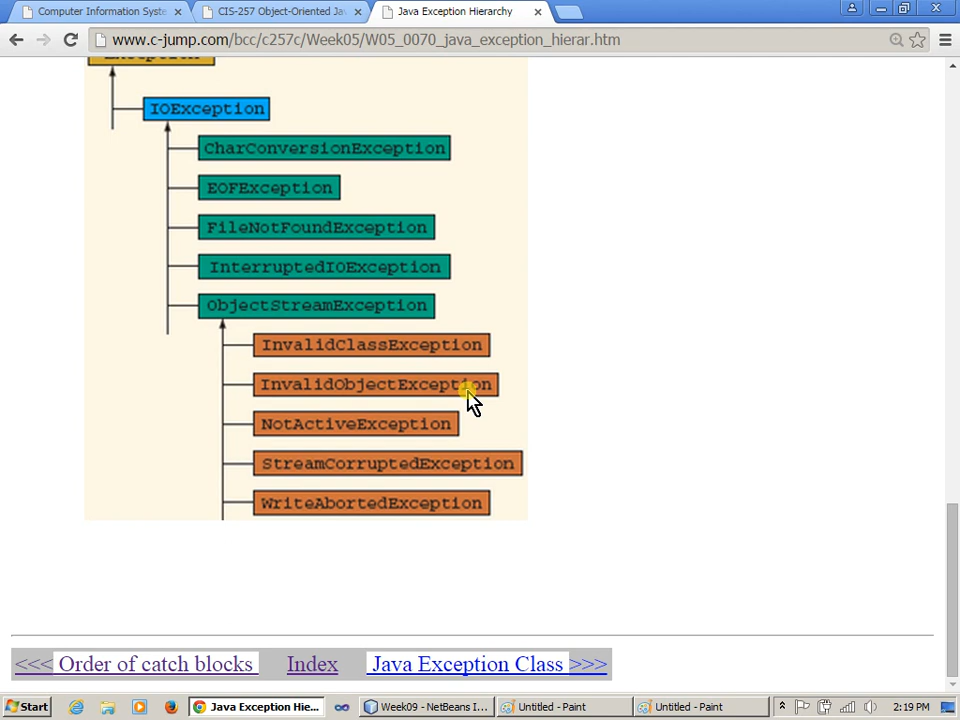 Computer Information Syste
CIS-257 Object-Oriented Jav
Java Exception Hierarchy
www.c-jump.com/bcc/c257c/Week05/W05_0070_java_exception_hierar.htm
Exception
IOException
CharConversionException
EOFException
FileNotFoundException
InterruptedIOException
ObjectStreamException
InvalidClassException
InvalidObjectException
NotActiveException
StreamCorruptedException
WriteAbortedException
<<< Order of catch blocks Index Java Exception Class >>>
Start
Java Exception Hie...
Week09 - NetBeans I...
Untitled - Paint
Untitled - Paint
2:19 PM